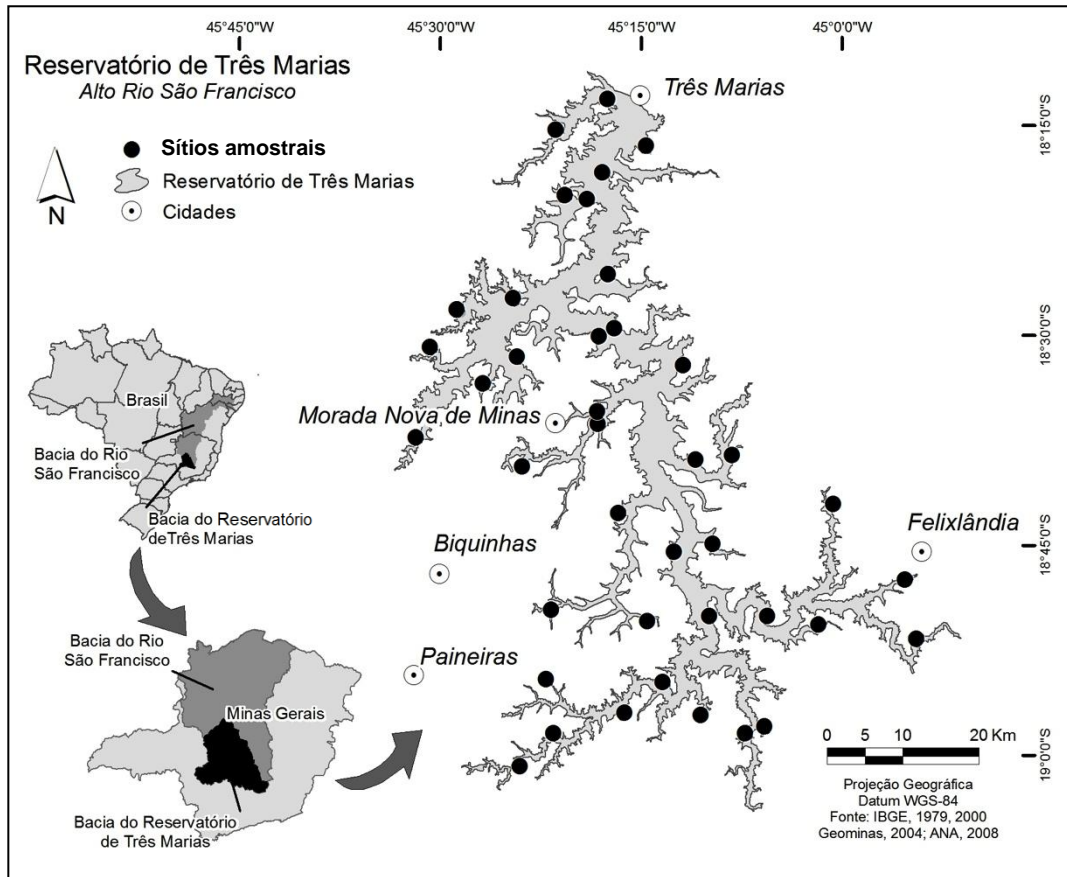 45°45'0"W 45°30'0"W 45°15'0"W 45°0'0"W
Reservatório de Três Marias
Alto Rio São Francisco
Sítios amostrais
Reservatório de Três Marias
Cidades
N
Três Marias
18°15'0"S
18°30'0"S
Morada Nova de Minas
Brasil
Bacia do Rio
São Francisco
Bacia do Reservatório
deTrês Marias
Biquinhas
Felixlândia
18°45'0"S
Bacia do Rio
São Francisco
Paineiras
Minas Gerais
Bacia do Reservatório
de Três Marias
0 5 10 20 Km
19°0'0"S
Projeção Geográfica
Datum WGS-84
Fonte: IBGE, 1979, 2000
Geominas, 2004; ANA, 2008